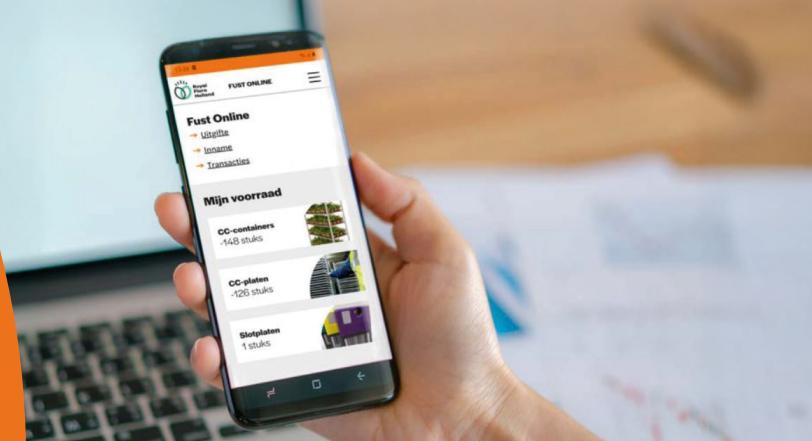 Royal
Flora
Holland
FUST ONLINE
Fust Online
→ Uitgifte
→ Inname
→ Transacties
Mijn voorraad
CC-containers
-148 stuks
CC-platen
-126 stuks
Slotplaten
1 stuks